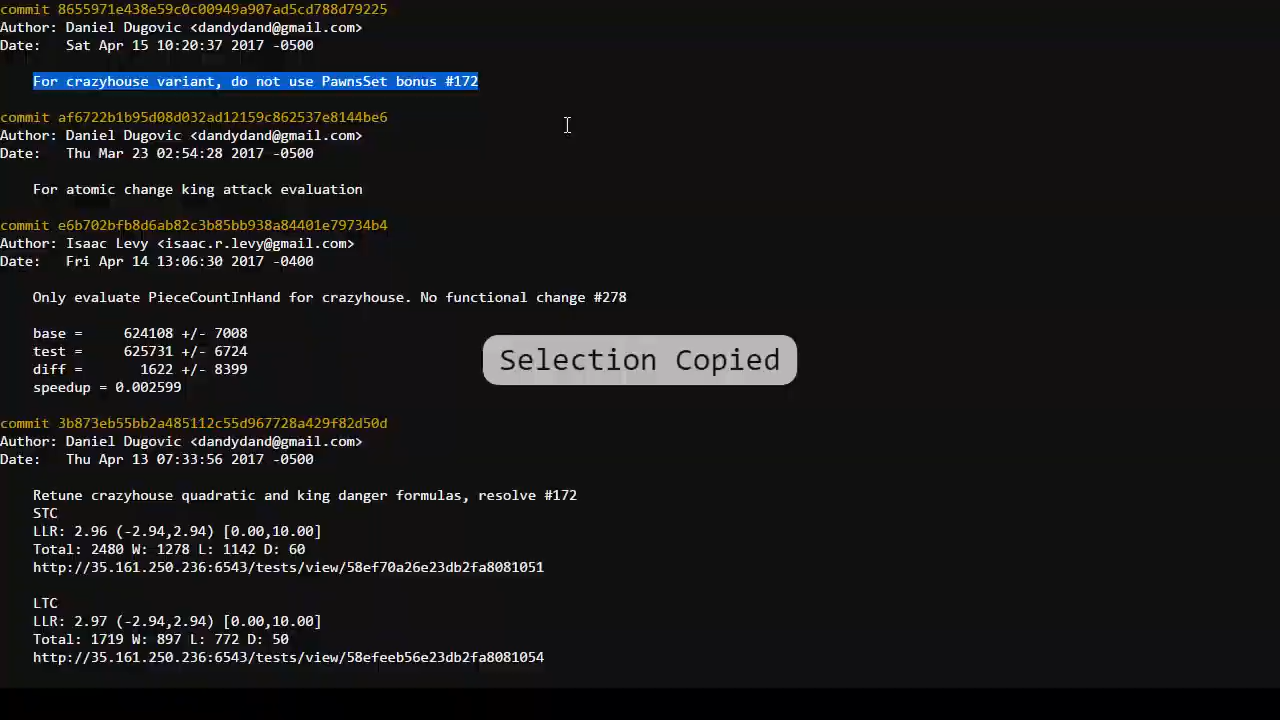 commit 8655971e438e59c0c00949a907ad5cd788d79225
Author: Daniel Dugovic <dandydand@gmail.com>
Date:   Sat Apr 15 10:20:37 2017 -0500
For crazyhouse variant, do not use PawnsSet bonus #172
commit af6722b1b95d08d032ad12159c862537e8144be6
Author: Daniel Dugovic <dandydand@gmail.com>
Date:   Thu Mar 23 02:54:28 2017 -0500
For atomic change king attack evaluation
commit e6b702bfb8d6ab82c3b85bb938a84401e79734b4
Author: Isaac Levy <isaac.r.levy@gmail.com>
Date:   Fri Apr 14 13:06:30 2017 -0400
Only evaluate PieceCountInHand for crazyhouse. No functional change #278
base =     624108 +/- 7008
test =     625731 +/- 6724
diff =       1622 +/- 8399
speedup = 0.002599
Selection Copied
commit 3b873eb55bb2a485112c55d967728a429f82d50d
Author: Daniel Dugovic <dandydand@gmail.com>
Date:   Thu Apr 13 07:33:56 2017 -0500
Retune crazyhouse quadratic and king danger formulas, resolve #172
STC
LLR: 2.96 (-2.94,2.94) [0.00,10.00]
Total: 2480 W: 1278 L: 1142 D: 60
http://35.161.250.236:6543/tests/view/58ef70a26e23db2fa8081051
LTC
LLR: 2.97 (-2.94,2.94) [0.00,10.00]
Total: 1719 W: 897 L: 772 D: 50
http://35.161.250.236:6543/tests/view/58efeeb56e23db2fa8081054